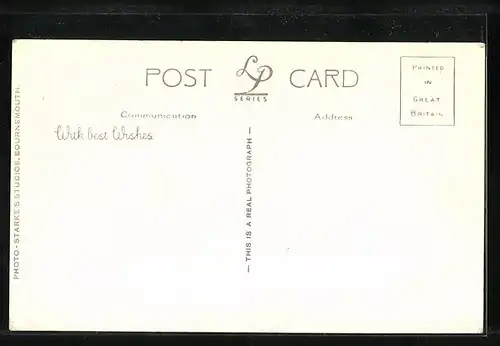 POST LP CARD
SERIES
Communication
Address
With best Wishes
PRINTED
IN
GREAT
BRITAIN
— THIS IS A REAL PHOTOGRAPH —
PHOTO - STARKE'S STUDIOS, BOURNEMOUTH.